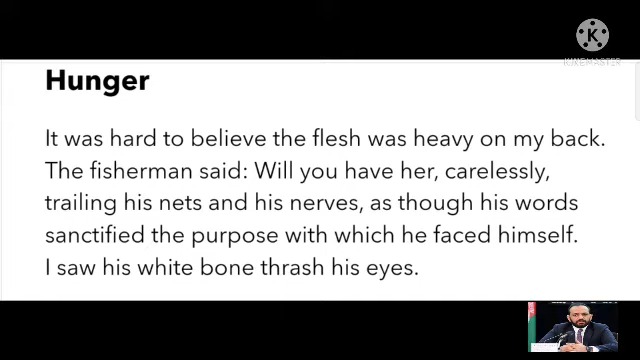 K
KINEMASTER
Hunger
It was hard to believe the flesh was heavy on my back.
The fisherman said: Will you have her, carelessly,
trailing his nets and his nerves, as though his words
sanctified the purpose with which he faced himself.
I saw his white bone thrash his eyes.